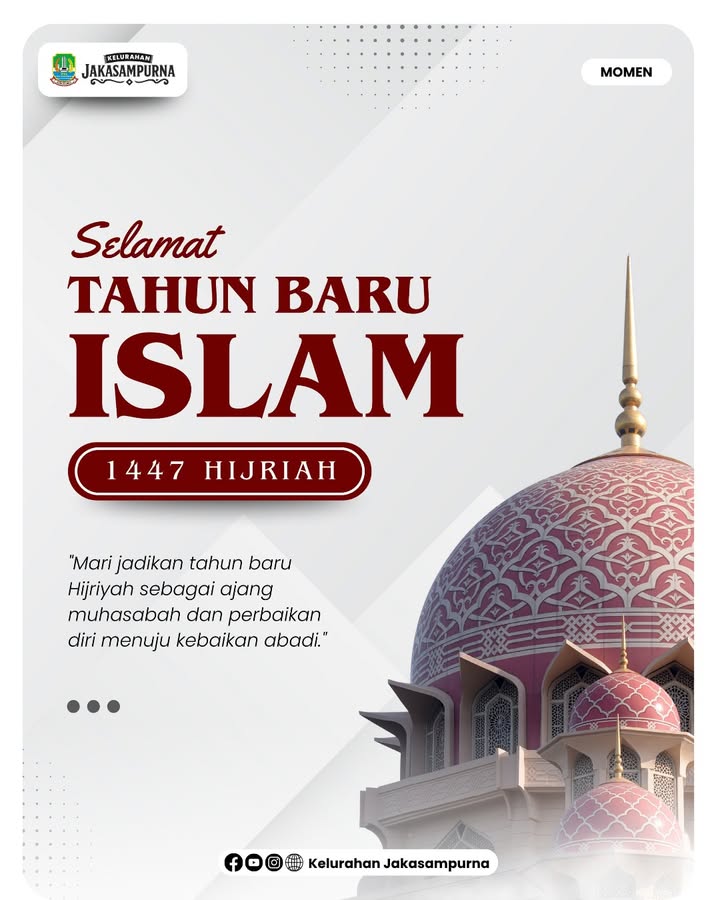 KELURAHAN
JAKASAMPURNA
MOMEN
Selamat
TAHUN BARU
ISLAM
1447 HIJRIAH
"Mari jadikan tahun baru
Hijriyah sebagai ajang
muhasabah dan perbaikan
diri menuju kebaikan abadi."
Kelurahan Jakasampurna